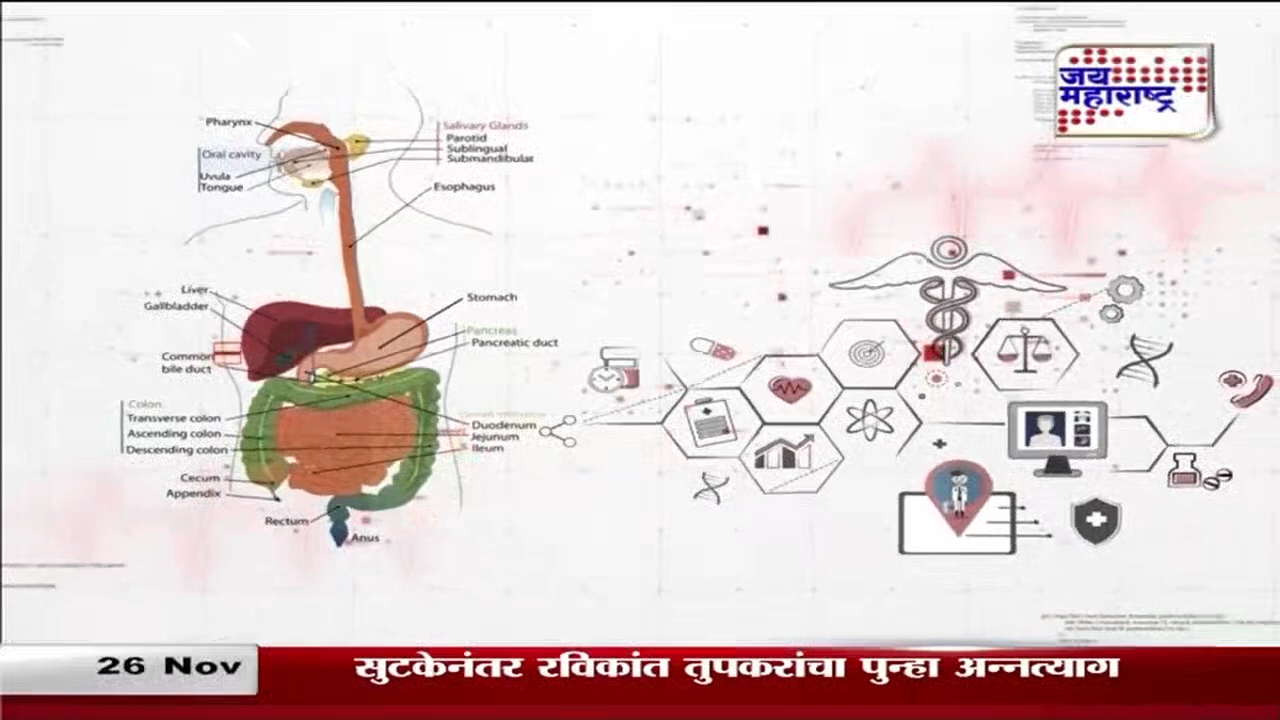 जय
महाराष्ट्र
Pharynx
Oral cavity
Uvula
Tongue
Salivary Glands
Parotid
Sublingual
Submandibulat
Esophagus
Liver
Gallbladder
Common
bile duct
Stomach
Pancreas
Pancreatic duct
Colon
Transverse colon
Ascending colon
Descending colon
Cecum
Appendix
Duodenum
Jejunum
Ileum
Rectum
Anus
26 Nov
सुटकेनंतर रविकांत तुपकरांचा पुन्हा अन्नत्याग